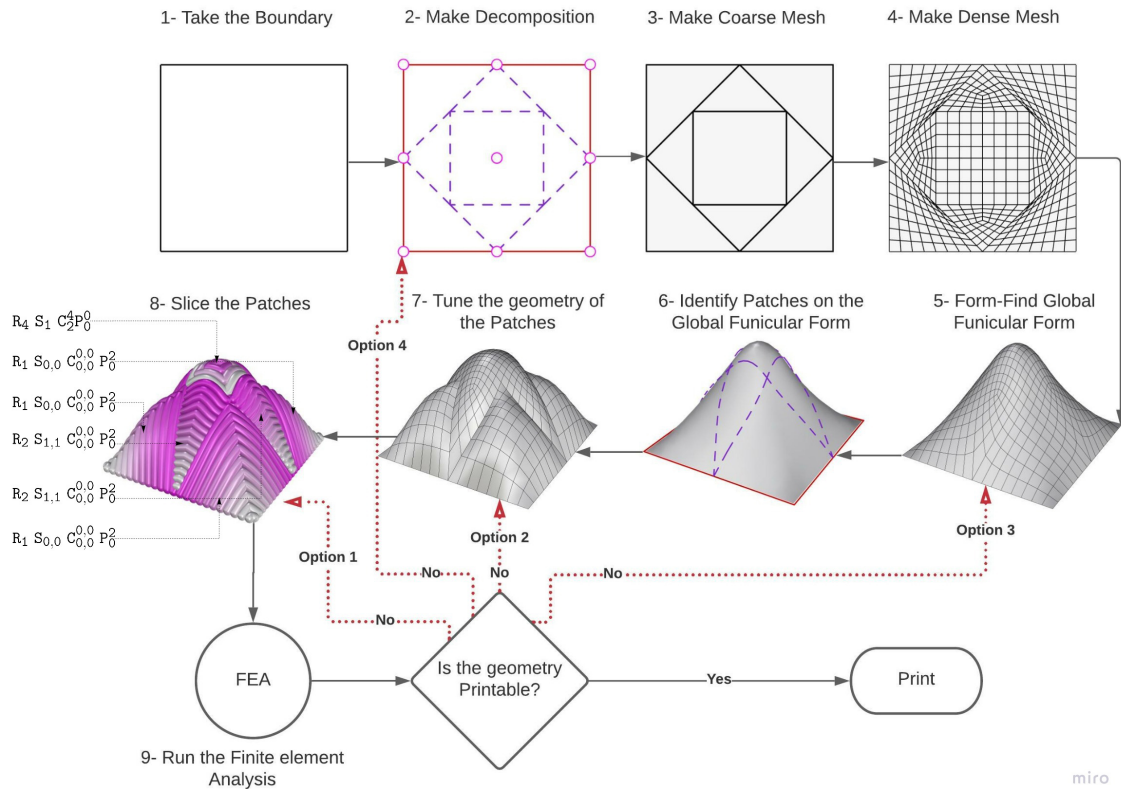 1- Take the Boundary
2- Make Decomposition
3- Make Coarse Mesh
4- Make Dense Mesh
8- Slice the Patches
7- Tune the geometry of
the Patches
6- Identify Patches on the
Global Funicular Form
5- Form-Find Global
Funicular Form
R₄ S₁ C₂⁴P₀⁰
R₁ S₀,₀ C₀,₀⁰,⁰ P₀²
R₁ S₀,₀ C₀,₀⁰,⁰ P₀²
R₂ S₁,₁ C₀,₀⁰,⁰ P₀²
R₂ S₁,₁ C₀,₀⁰,⁰ P₀²
R₁ S₀,₀ C₀,₀⁰,⁰ P₀²
Option 4
Option 1
Option 2
Option 3
No
No
No
No
FEA
Is the geometry
Printable?
Yes
Print
9- Run the Finite element
Analysis
miro